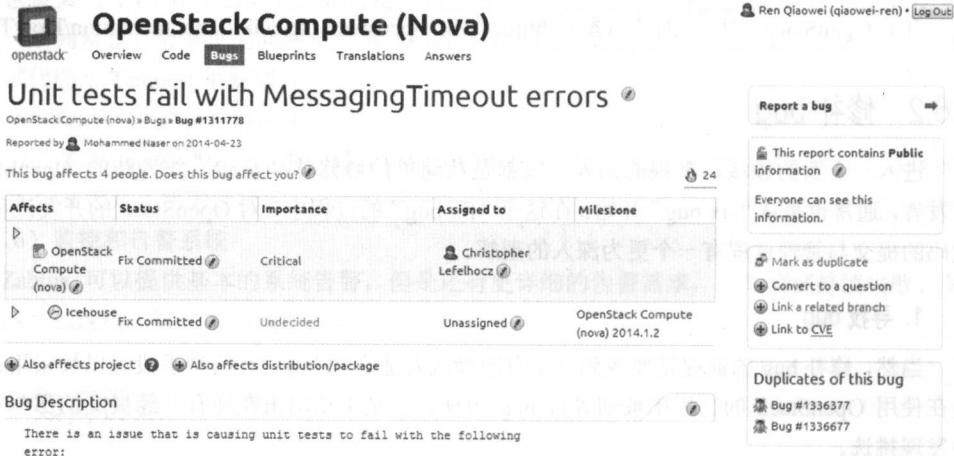 Ren Qiaowei (qiaowei-ren) • Log Out
openstack
OpenStack Compute (Nova)
Overview Code Bugs Blueprints Translations Answers
Unit tests fail with MessagingTimeout errors
OpenStack Compute (nova) » Bugs » Bug #1311778
Reported by Mohammed Naser on 2014-04-23
This bug affects 4 people. Does this bug affect you?
24
Affects Status Importance Assigned to Milestone
OpenStack Compute (nova) Fix Committed Critical Christopher Lefelhocz
Icehouse Fix Committed Undecided Unassigned OpenStack Compute (nova) 2014.1.2
Also affects project Also affects distribution/package
Bug Description
There is an issue that is causing unit tests to fail with the following
error:
Report a bug
This report contains Public
information
Everyone can see this
information.
Mark as duplicate
Convert to a question
Link a related branch
Link to CVE
Duplicates of this bug
Bug #1336377
Bug #1336677